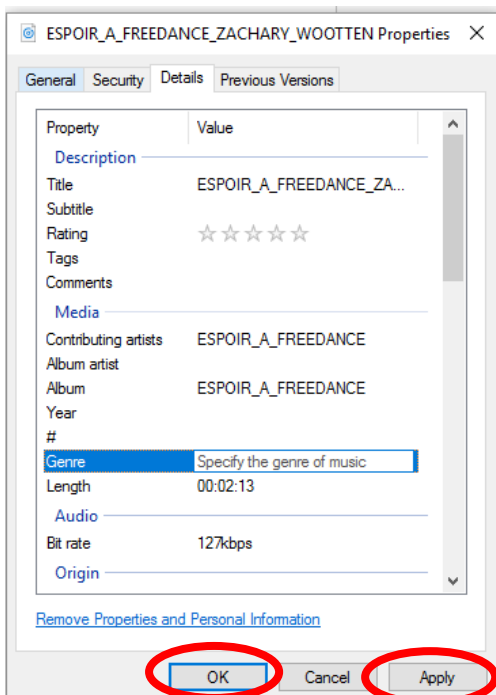 ESPOIR_A_FREEDANCE_ZACHARY_WOOTTEN Properties
General Security Details Previous Versions
Property Value
Description
Title ESPOIR_A_FREEDANCE_ZA...
Subtitle
Rating
Tags
Comments
Media
Contributing artists ESPOIR_A_FREEDANCE
Album artist
Album ESPOIR_A_FREEDANCE
Year
#
Genre Specify the genre of music
Length 00:02:13
Audio
Bit rate 127kbps
Origin
Remove Properties and Personal Information
OK Cancel Apply